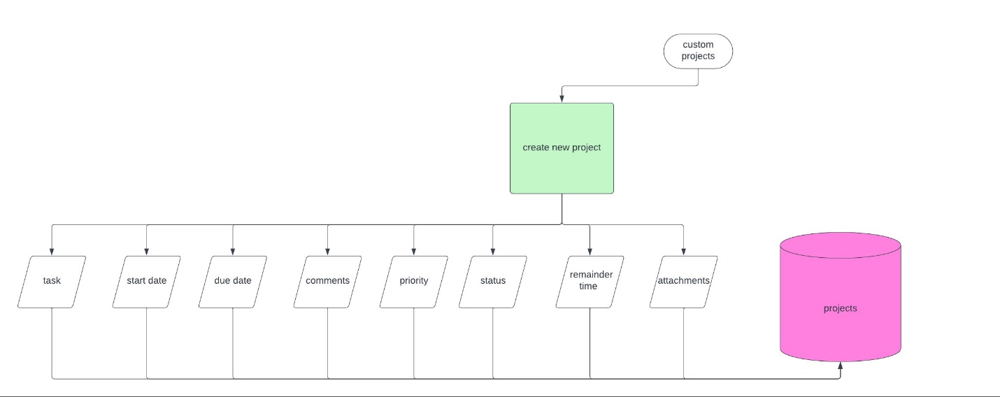 custom
projects
create new project
task
start date
due date
comments
priority
status
remainder
time
attachments
projects